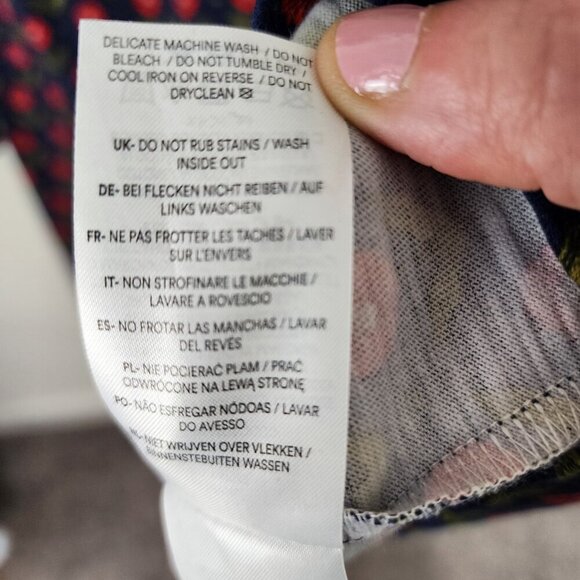 DELICATE MACHINE WASH / DO NOT
BLEACH / DO NOT TUMBLE DRY /
COOL IRON ON REVERSE / DO NOT
DRYCLEAN
UK- DO NOT RUB STAINS / WASH
INSIDE OUT
DE- BEI FLECKEN NICHT REIBEN / AUF
LINKS WASCHEN
FR- NE PAS FROTTER LES TACHES / LAVER
SUR L'ENVERS
IT- NON STROFINARE LE MACCHIE /
LAVARE A ROVESCIO
ES- NO FROTAR LAS MANCHAS / LAVAR
DEL REVÉS
PL- NIE POCIERAĆ PLAM / PRAĆ
ODWRÓCONE NA LEWĄ STRONĘ
PO- NÃO ESFREGAR NÓDOAS / LAVAR
DO AVESSO
NL- NIET WRIJVEN OVER VLEKKEN /
BINNENSTEBUITEN WASSEN